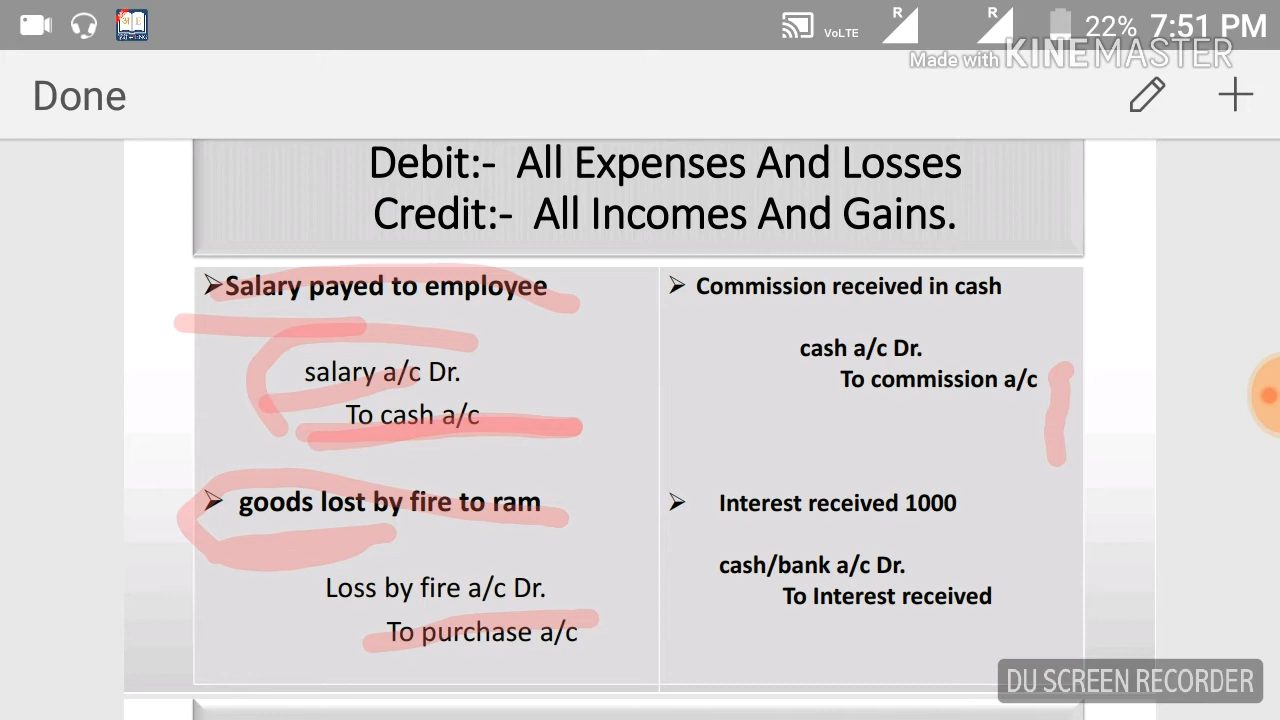 VoLTE R R 22% 7:51 PM
Made with KINEMASTER
Done
Debit:- All Expenses And Losses
Credit:- All Incomes And Gains.
➢Salary payed to employee
salary a/c Dr.
To cash a/c
➢ goods lost by fire to ram
Loss by fire a/c Dr.
To purchase a/c
➢ Commission received in cash
cash a/c Dr.
To commission a/c
➢ Interest received 1000
cash/bank a/c Dr.
To Interest received
DU SCREEN RECORDER